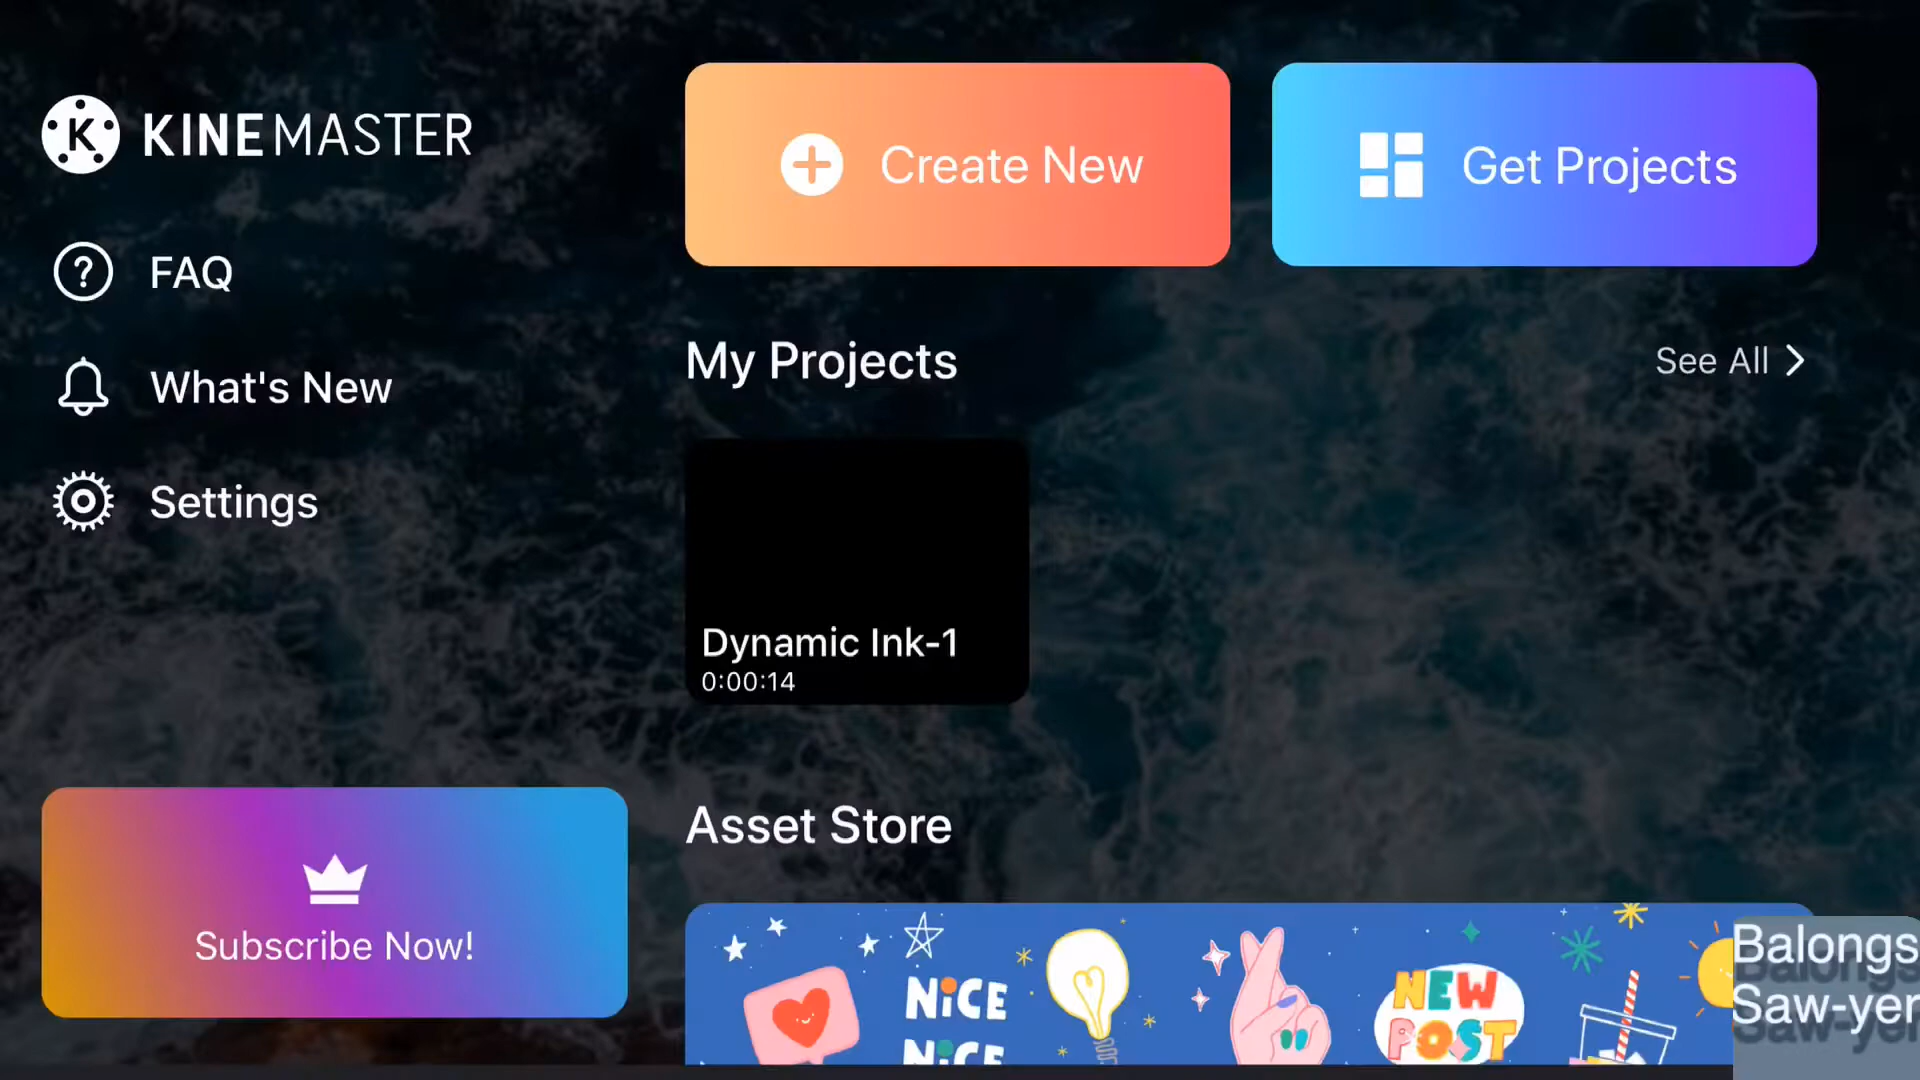 KINEMASTER
FAQ
What's New
Settings
Subscribe Now!
Create New
Get Projects
My Projects
See All
Dynamic Ink-1
0:00:14
Asset Store
NiCE
NiCE
NEW
POST
Balongs
Saw-yer